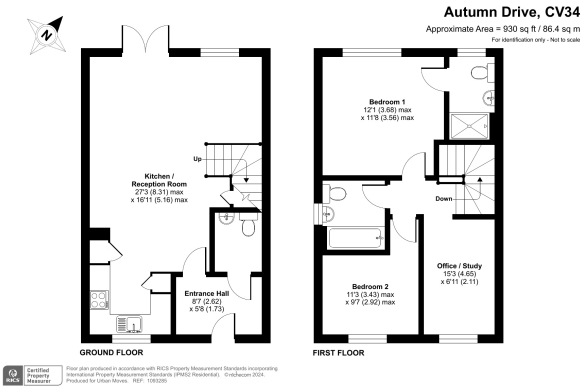 Autumn Drive, CV34
Approximate Area = 930 sq ft / 86.4 sq m
For identification only - Not to scale
N
Up
Kitchen /
Reception Room
27'3 (8.31) max
x 16'11 (5.16) max
Entrance Hall
8'7 (2.62)
x 5'8 (1.73)
GROUND FLOOR
Bedroom 1
12'1 (3.68) max
x 11'8 (3.56) max
Down
Office / Study
15'3 (4.65)
x 6'11 (2.11)
Bedroom 2
11'3 (3.43) max
x 9'7 (2.92) max
FIRST FLOOR
RICS
Certified
Property
Measurer
Floor plan produced in accordance with RICS Property Measurement Standards incorporating
International Property Measurement Standards (IPMS2 Residential). ©nichecom 2024.
Produced for Urban Moves. REF: 1093285